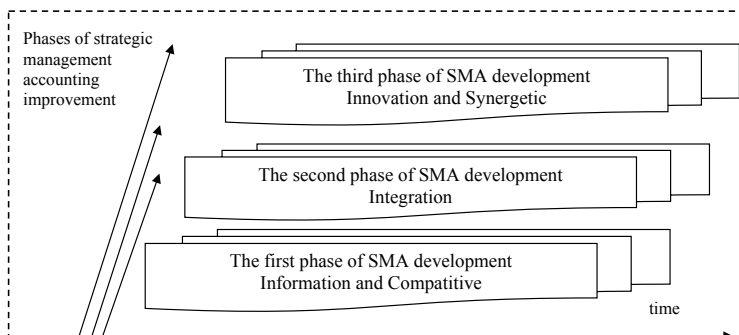 Phases of strategic
management
accounting
improvement
The third phase of SMA development
Innovation and Synergetic
The second phase of SMA development
Integration
The first phase of SMA development
Information and Compatitive
time